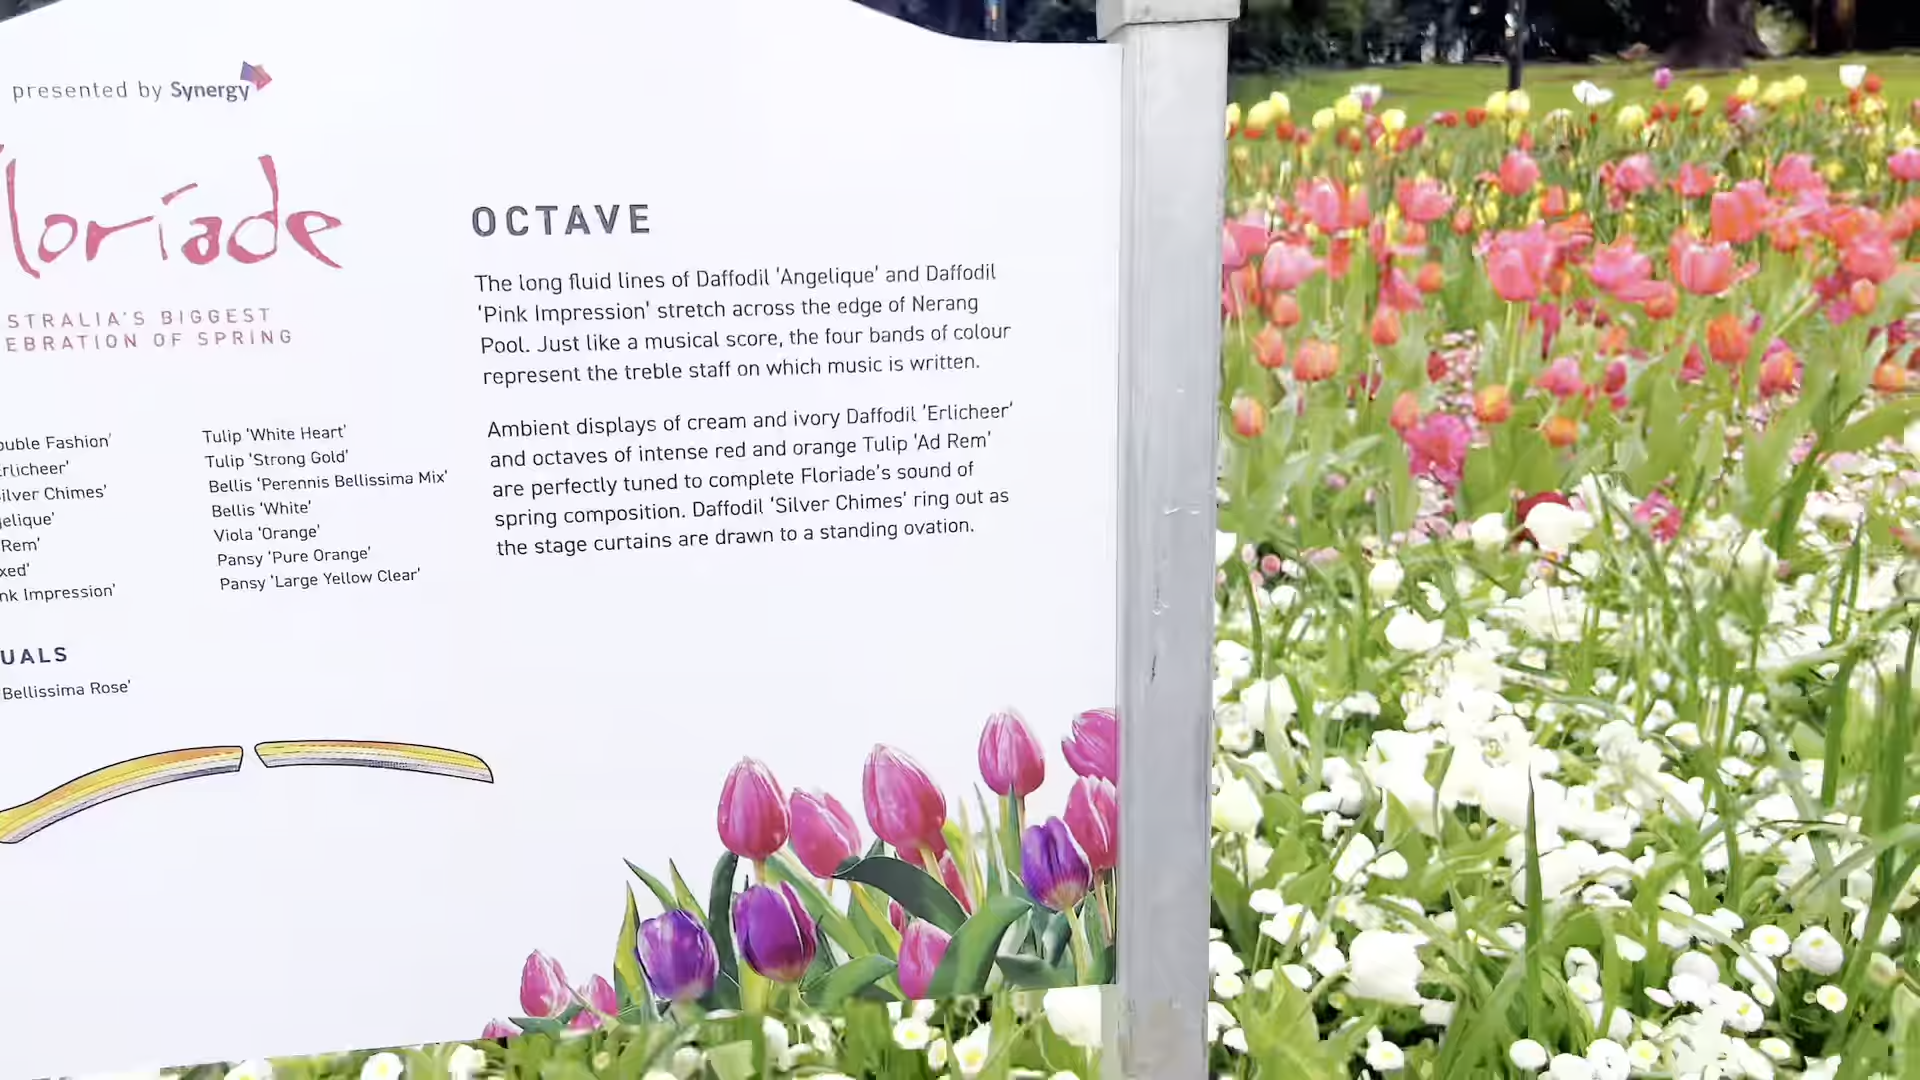 presented by Synergy
loriade
STRALIA'S BIGGEST
EBRATION OF SPRING
ouble Fashion'
rlicheer'
ilver Chimes'
gelique'
Rem'
xed'
nk Impression'
Tulip 'White Heart'
Tulip 'Strong Gold'
Bellis 'Perennis Bellissima Mix'
Bellis 'White'
Viola 'Orange'
Pansy 'Pure Orange'
Pansy 'Large Yellow Clear'
UALS
Bellissima Rose'
OCTAVE
The long fluid lines of Daffodil 'Angelique' and Daffodil
'Pink Impression' stretch across the edge of Nerang
Pool. Just like a musical score, the four bands of colour
represent the treble staff on which music is written.
Ambient displays of cream and ivory Daffodil 'Erlicheer'
and octaves of intense red and orange Tulip 'Ad Rem'
are perfectly tuned to complete Floriade's sound of
spring composition. Daffodil 'Silver Chimes' ring out as
the stage curtains are drawn to a standing ovation.